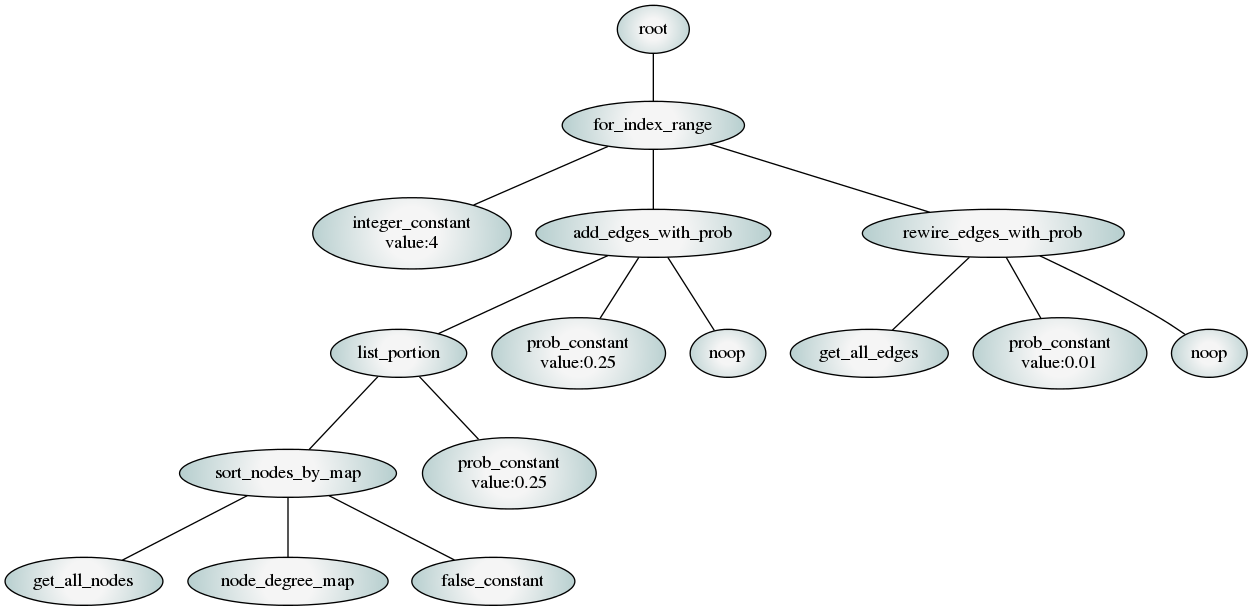 root
for_index_range
integer_constant
value:4
add_edges_with_prob
rewire_edges_with_prob
list_portion
prob_constant
value:0.25
noop
get_all_edges
prob_constant
value:0.01
noop
sort_nodes_by_map
prob_constant
value:0.25
get_all_nodes
node_degree_map
false_constant